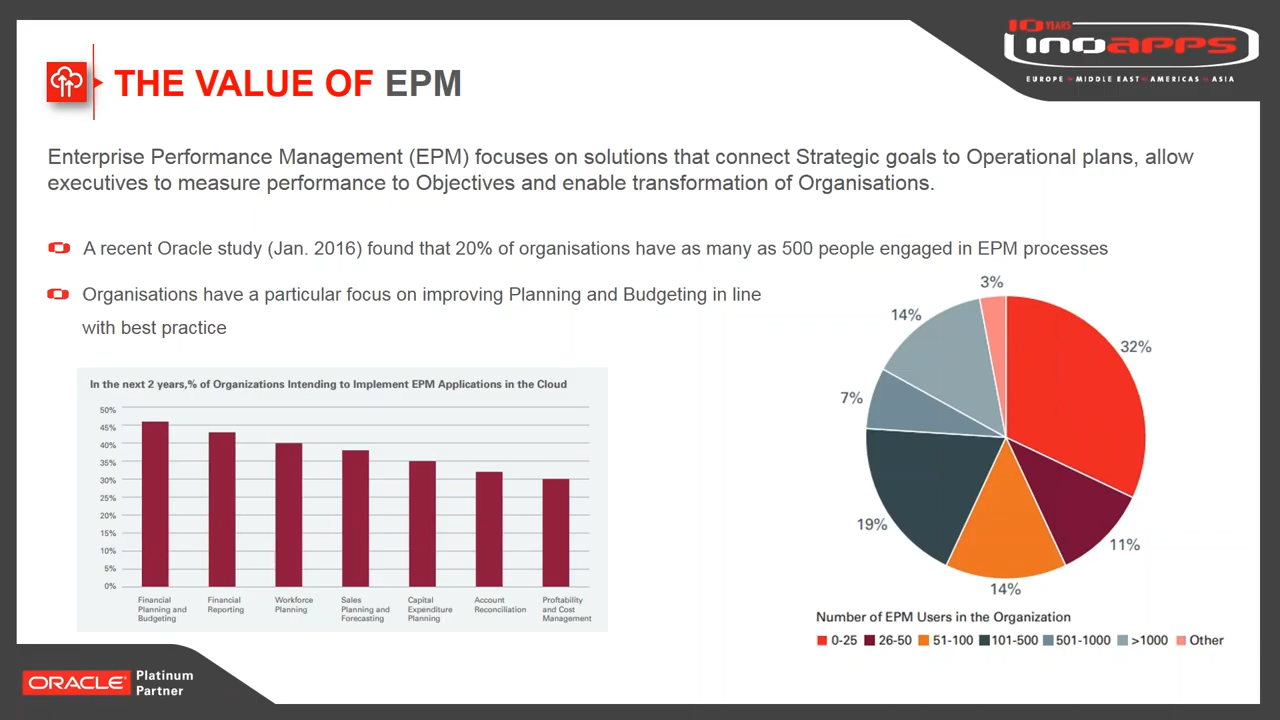 10 YEARS
inoapps
EUROPE MIDDLE EAST AMERICAS ASIA
THE VALUE OF EPM
Enterprise Performance Management (EPM) focuses on solutions that connect Strategic goals to Operational plans, allow
executives to measure performance to Objectives and enable transformation of Organisations.
A recent Oracle study (Jan. 2016) found that 20% of organisations have as many as 500 people engaged in EPM processes
Organisations have a particular focus on improving Planning and Budgeting in line
with best practice
In the next 2 years,% of Organizations Intending to Implement EPM Applications in the Cloud
50%
45%
40%
35%
30%
25%
20%
15%
10%
5%
0%
Financial
Planning and
Budgeting
Financial
Reporting
Workforce
Planning
Sales
Planning and
Forecasting
Capital
Expenditure
Planning
Account
Reconciliation
Proftability
and Cost
Management
3%
14%
32%
7%
19%
11%
14%
Number of EPM Users in the Organization
0-25 26-50 51-100 101-500 501-1000 >1000 Other
ORACLE
Platinum
Partner